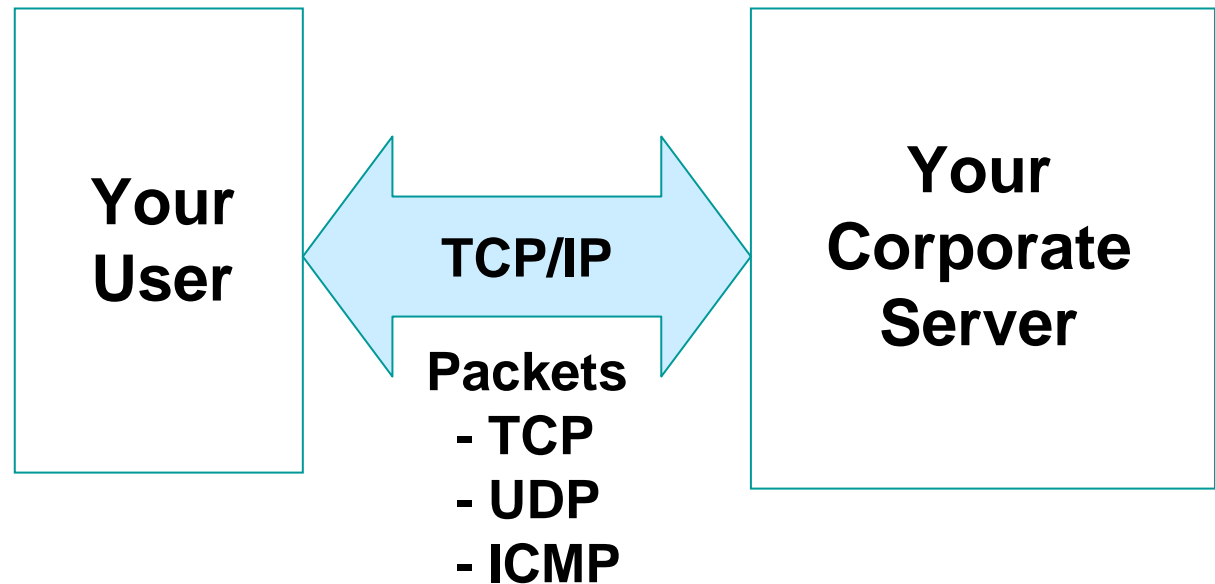 Your
User
TCP/IP
Packets
- TCP
- UDP
- ICMP
Your
Corporate
Server